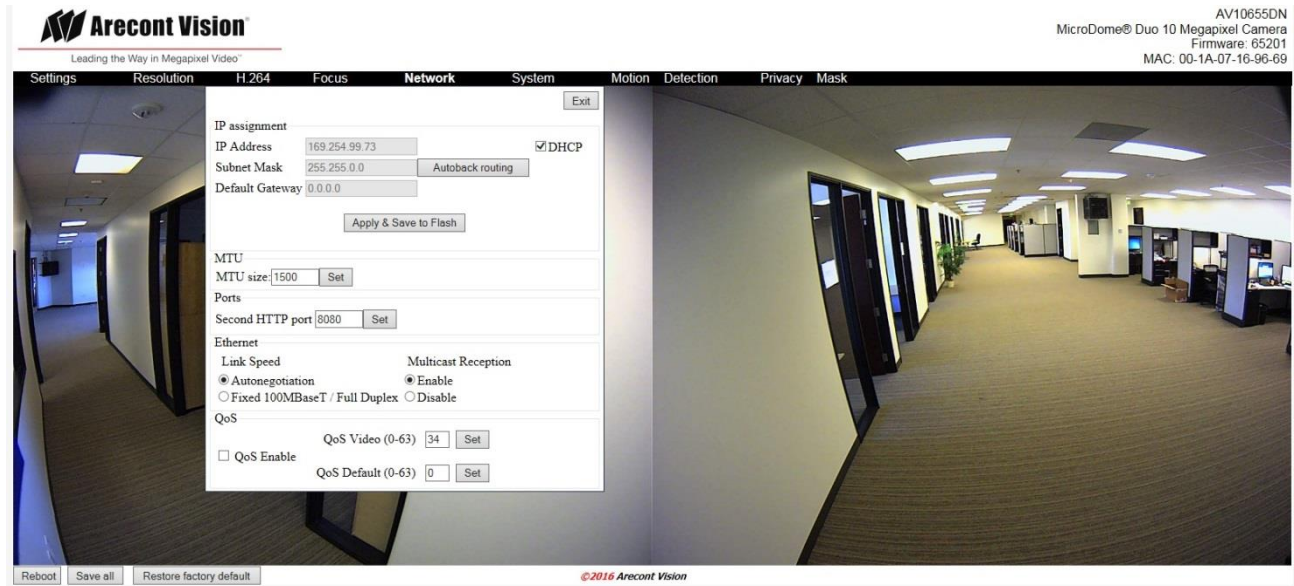 Arecont Vision®
Leading the Way in Megapixel Video™
AV10655DN
MicroDome® Duo 10 Megapixel Camera
Firmware: 65201
MAC: 00-1A-07-16-96-69
Settings Resolution H.264 Focus Network System Motion Detection Privacy Mask
Exit
IP assignment
IP Address 169.254.99.73 DHCP
Subnet Mask 255.255.0.0 Autoback routing
Default Gateway 0.0.0.0
Apply & Save to Flash
MTU
MTU size: 1500 Set
Ports
Second HTTP port 8080 Set
Ethernet
Link Speed Multicast Reception
Autonegotiation Enable
Fixed 100MBaseT / Full Duplex Disable
QoS
QoS Video (0-63) 34 Set
QoS Enable
QoS Default (0-63) 0 Set
Reboot Save all Restore factory default ©2016 Arecont Vision